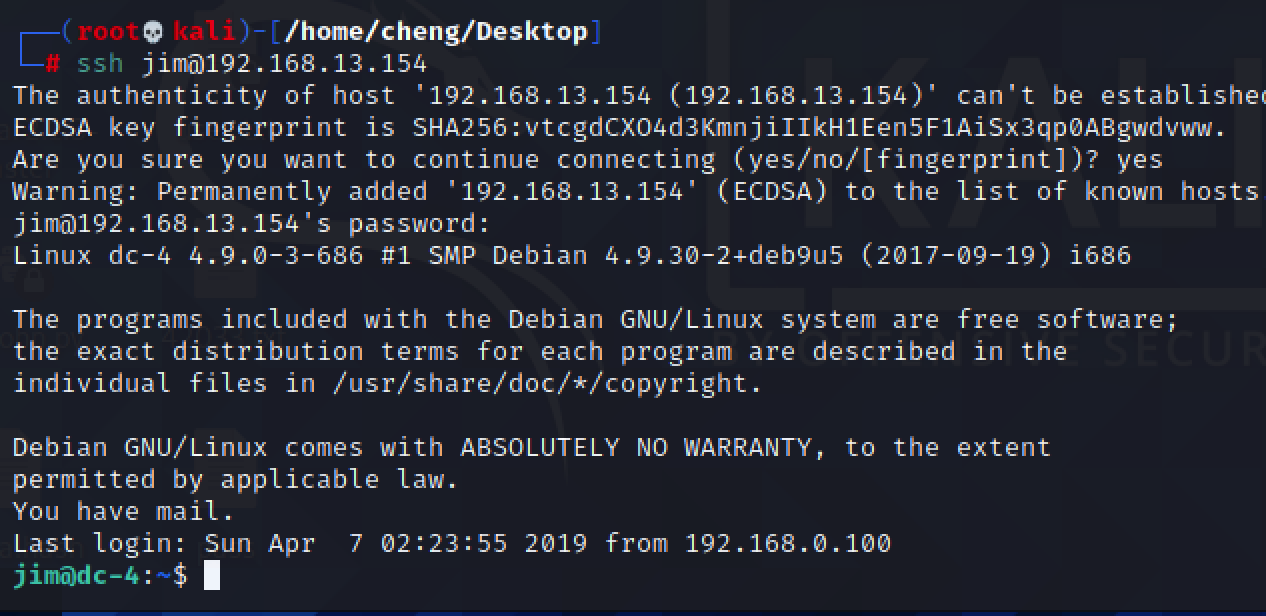 ┌──(root💀kali)-[/home/cheng/Desktop]
└─# ssh jim@192.168.13.154
The authenticity of host '192.168.13.154 (192.168.13.154)' can't be established
ECDSA key fingerprint is SHA256:vtcgdCXO4d3KmnjiIIkH1Een5F1AiSx3qp0ABgwdvww.
Are you sure you want to continue connecting (yes/no/[fingerprint])? yes
Warning: Permanently added '192.168.13.154' (ECDSA) to the list of known hosts
jim@192.168.13.154's password:
Linux dc-4 4.9.0-3-686 #1 SMP Debian 4.9.30-2+deb9u5 (2017-09-19) i686

The programs included with the Debian GNU/Linux system are free software;
the exact distribution terms for each program are described in the
individual files in /usr/share/doc/*/copyright.

Debian GNU/Linux comes with ABSOLUTELY NO WARRANTY, to the extent
permitted by applicable law.
You have mail.
Last login: Sun Apr  7 02:23:55 2019 from 192.168.0.100
jim@dc-4:~$
KALI
BY OFFENSIVE SECUR